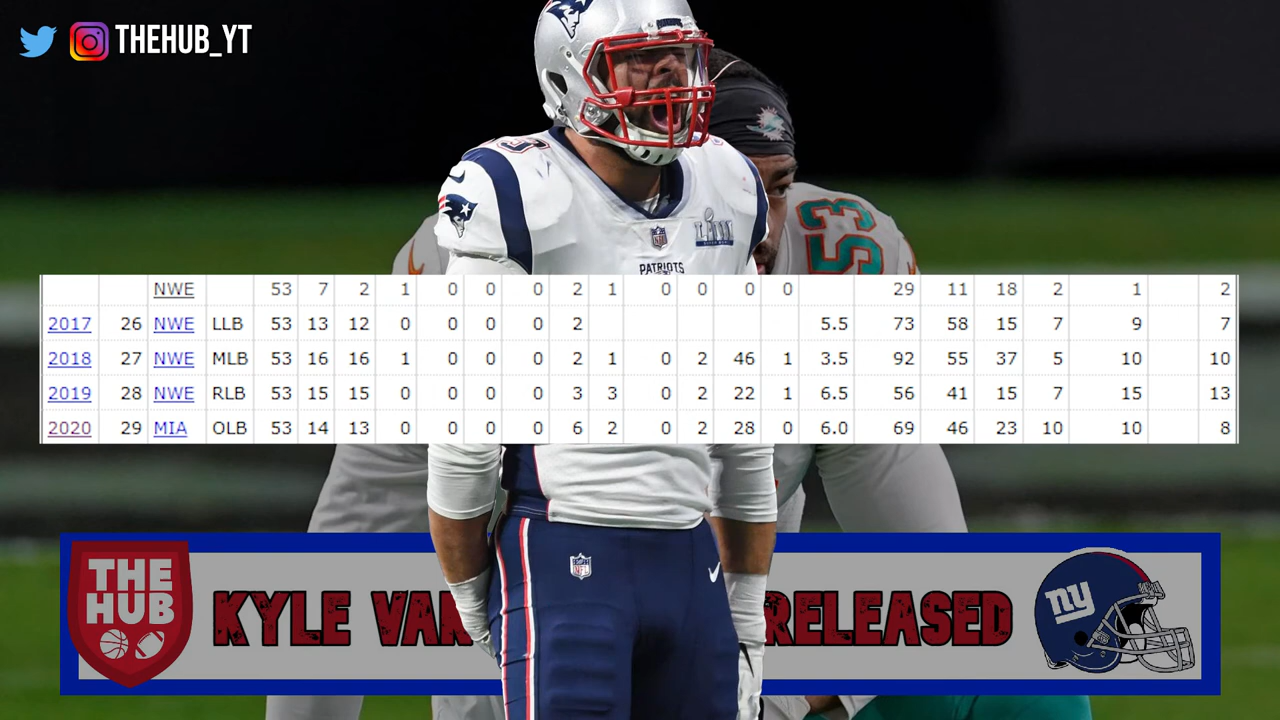 THEHUB_YT
PATRIOTS
53
NWE 53 7 2 1 0 0 0 2 1 0 0 0 0 29 11 18 2 1 2
2017 26 NWE LLB 53 13 12 0 0 0 0 2 5.5 73 58 15 7 9 7
2018 27 NWE MLB 53 16 16 1 0 0 0 2 1 0 2 46 1 3.5 92 55 37 5 10 10
2019 28 NWE RLB 53 15 15 0 0 0 0 3 3 0 2 22 1 6.5 56 41 15 7 15 13
2020 29 MIA OLB 53 14 13 0 0 0 0 6 2 0 2 28 0 6.0 69 46 23 10 10 8
NFL
THE
HUB
KYLE VAN RELEASED
ny